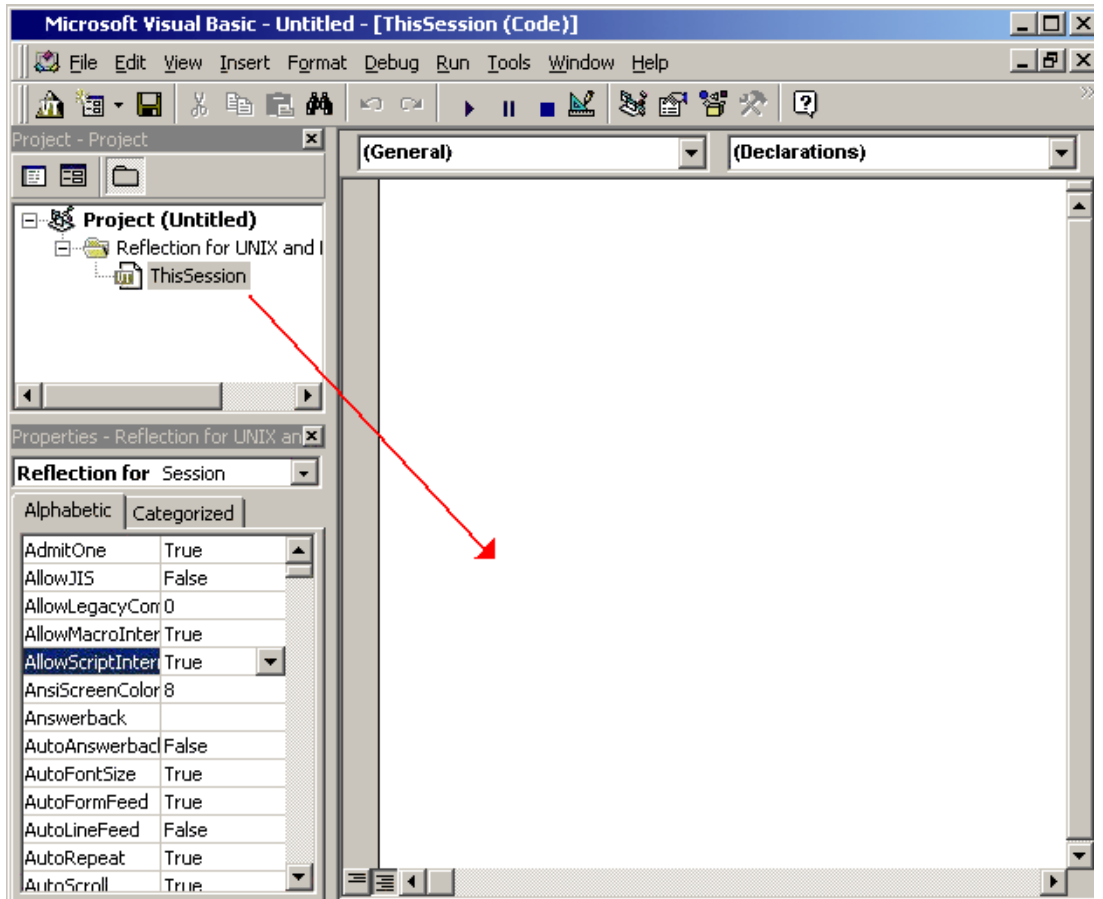 Microsoft Visual Basic - Untitled - [ThisSession (Code)]
File Edit View Insert Format Debug Run Tools Window Help
Project - Project
(General) (Declarations)
Project (Untitled)
Reflection for UNIX and
ThisSession
Properties - Reflection for UNIX an
Reflection for Session
Alphabetic Categorized
AdmitOne True
AllowJIS False
AllowLegacyCom 0
AllowMacroInter True
AllowScriptInter True
AnsiScreenColor 8
Answerback
AutoAnswerbacl False
AutoFontSize True
AutoFormFeed True
AutoLineFeed False
AutoRepeat True
AutoScroll True